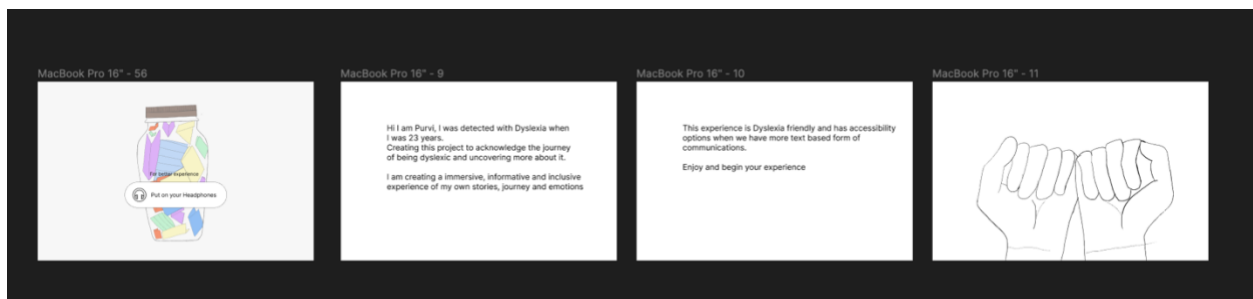 MacBook Pro 16" - 56
For better experience
Put on your Headphones
MacBook Pro 16" - 9
Hi I am Purvi, I was detected with Dyslexia when
I was 23 years.
Creating this project to acknowledge the journey
of being dyslexic and uncovering more about it.
I am creating a immersive, informative and inclusive
experience of my own stories, journey and emotions
MacBook Pro 16" - 10
This experience is Dyslexia friendly and has accessibility
options when we have more text based form of
communications.
Enjoy and begin your experience
MacBook Pro 16" - 11